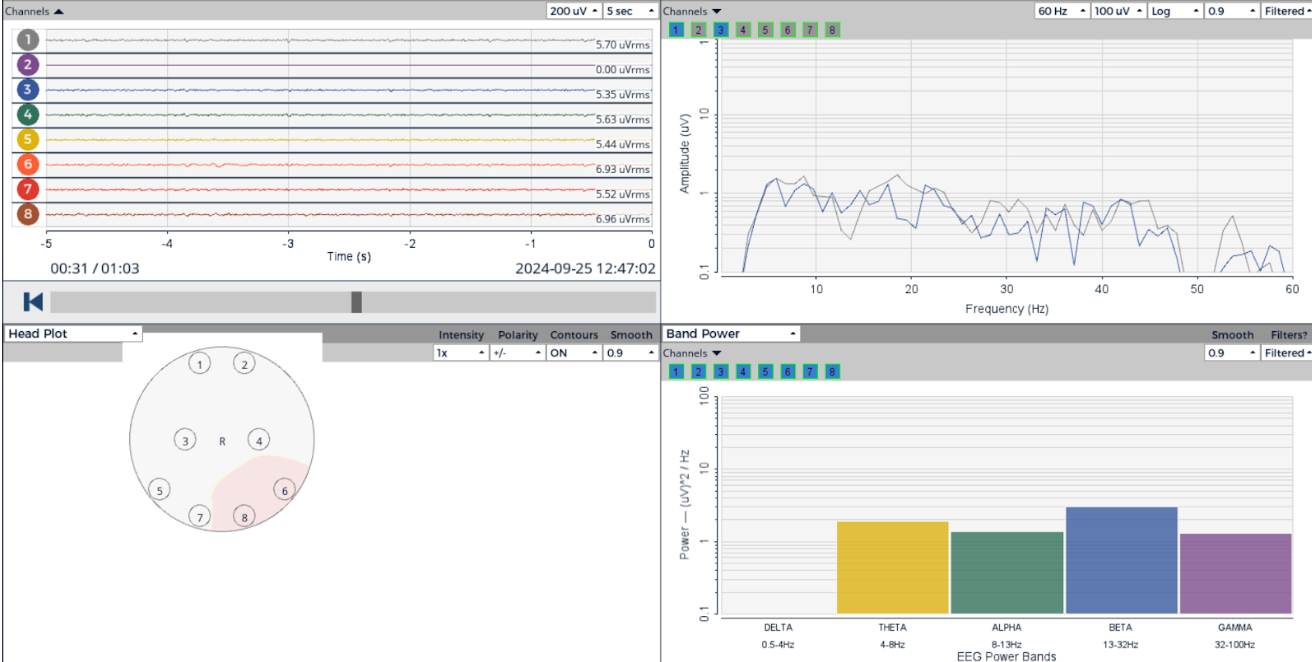 Channels 200 uV 5 sec
1 5.70 uVrms
2 0.00 uVrms
3 5.35 uVrms
4 5.63 uVrms
5 5.44 uVrms
6 6.93 uVrms
7 5.52 uVrms
8 6.96 uVrms
-5 -4 -3 -2 -1 0
Time (s)
00:31 / 01:03 2024-09-25 12:47:02
Channels 60 Hz 100 uV Log 0.9 Filtered
1 2 3 4 5 6 7 8
Amplitude (uV)
1
10
1
0.1
10 20 30 40 50 60
Frequency (Hz)
Head Plot Intensity Polarity Contours Smooth
1x +/- ON 0.9
1 2
3 R 4
5 6
7 8
Band Power Smooth Filters?
Channels 0.9 Filtered
1 2 3 4 5 6 7 8
Power — (uV)^2 / Hz
100
10
1
0.1
DELTA THETA ALPHA BETA GAMMA
0.5-4Hz 4-8Hz 8-13Hz 13-32Hz 32-100Hz
EEG Power Bands